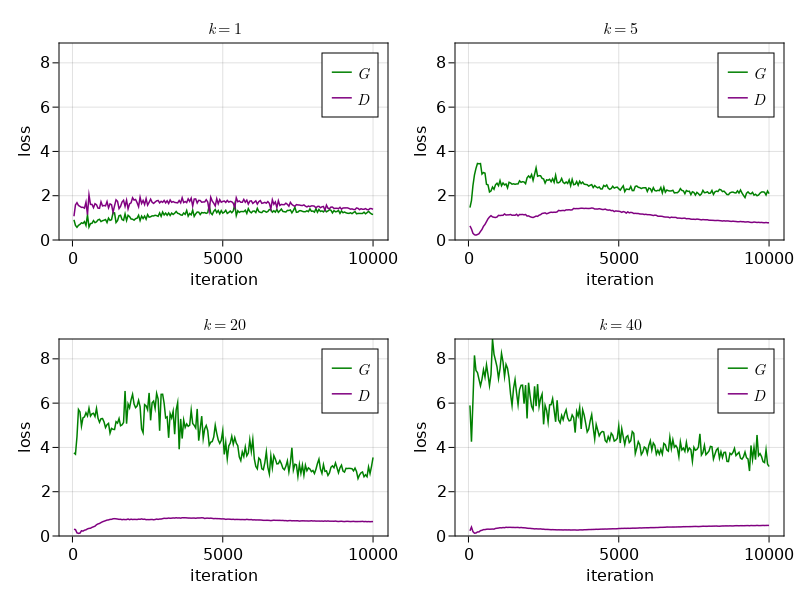 k = 1
8
6
4
2
0
loss
0 5000 10000
iteration
G
D
k = 5
8
6
4
2
0
loss
0 5000 10000
iteration
G
D
k = 20
8
6
4
2
0
loss
0 5000 10000
iteration
G
D
k = 40
8
6
4
2
0
loss
0 5000 10000
iteration
G
D